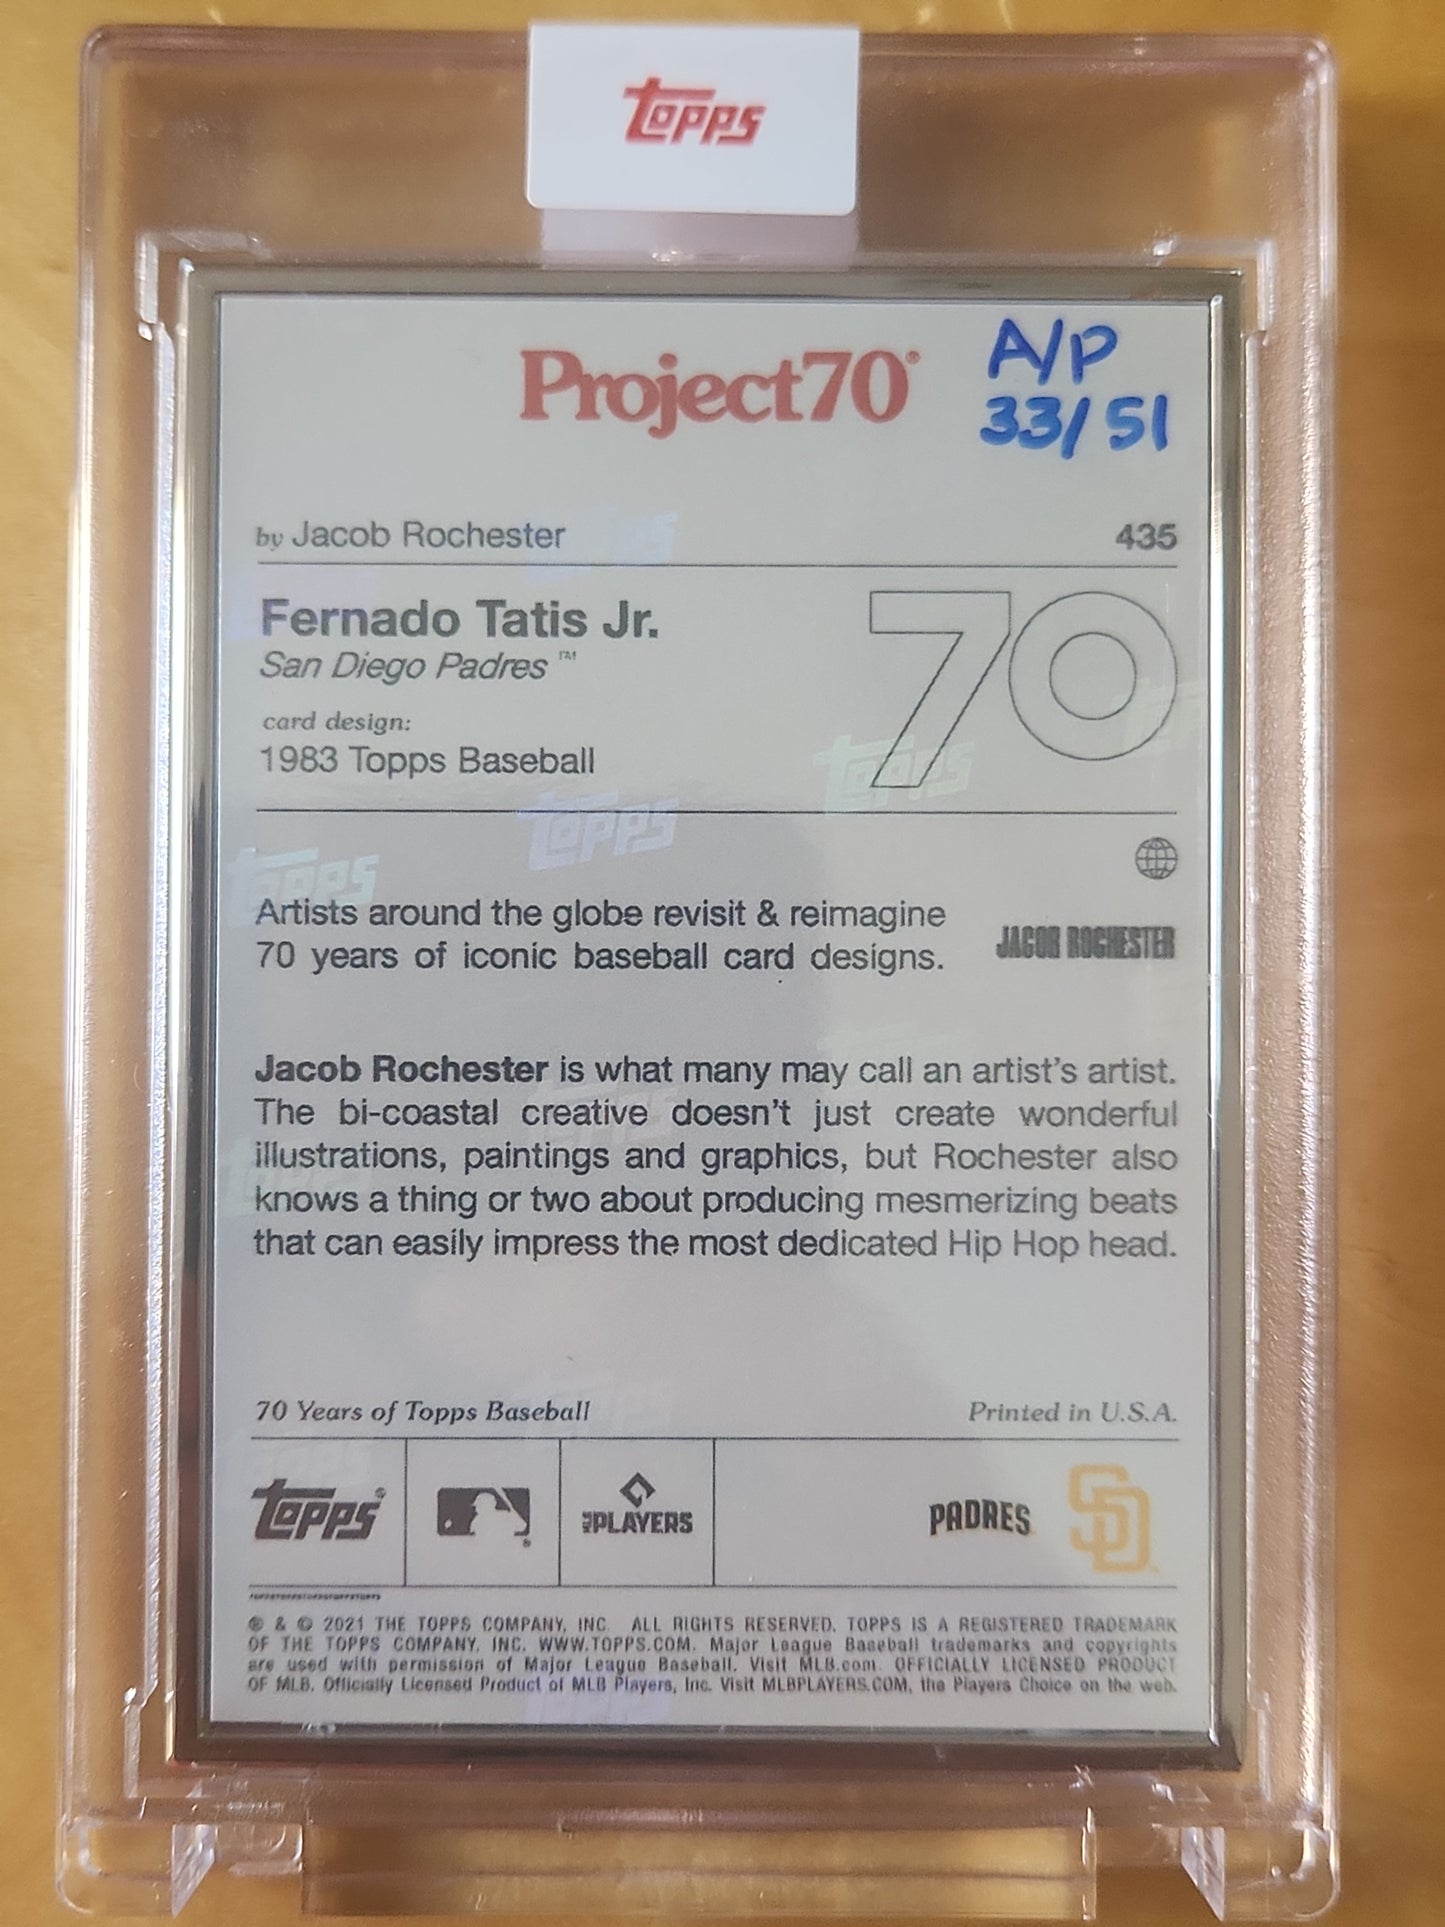 Topps
Project70®
A/P
33/51
by Jacob Rochester
435
Fernado Tatis Jr.
San Diego Padres™
70
card design:
1983 Topps Baseball
Artists around the globe revisit & reimagine
70 years of iconic baseball card designs.
JACOB ROCHESTER
Jacob Rochester is what many may call an artist's artist.
The bi-coastal creative doesn't just create wonderful
illustrations, paintings and graphics, but Rochester also
knows a thing or two about producing mesmerizing beats
that can easily impress the most dedicated Hip Hop head.
70 Years of Topps Baseball
Printed in U.S.A.
Topps®
PLAYERS
PADRES
SD
® & © 2021 THE TOPPS COMPANY, INC. ALL RIGHTS RESERVED. TOPPS IS A REGISTERED TRADEMARK
OF THE TOPPS COMPANY, INC. WWW.TOPPS.COM. Major League Baseball trademarks and copyrights
are used with permission of Major League Baseball. Visit MLB.com. OFFICIALLY LICENSED PRODUCT
OF MLB. Officially Licensed Product of MLB Players, Inc. Visit MLBPLAYERS.COM, the Players Choice on the web.